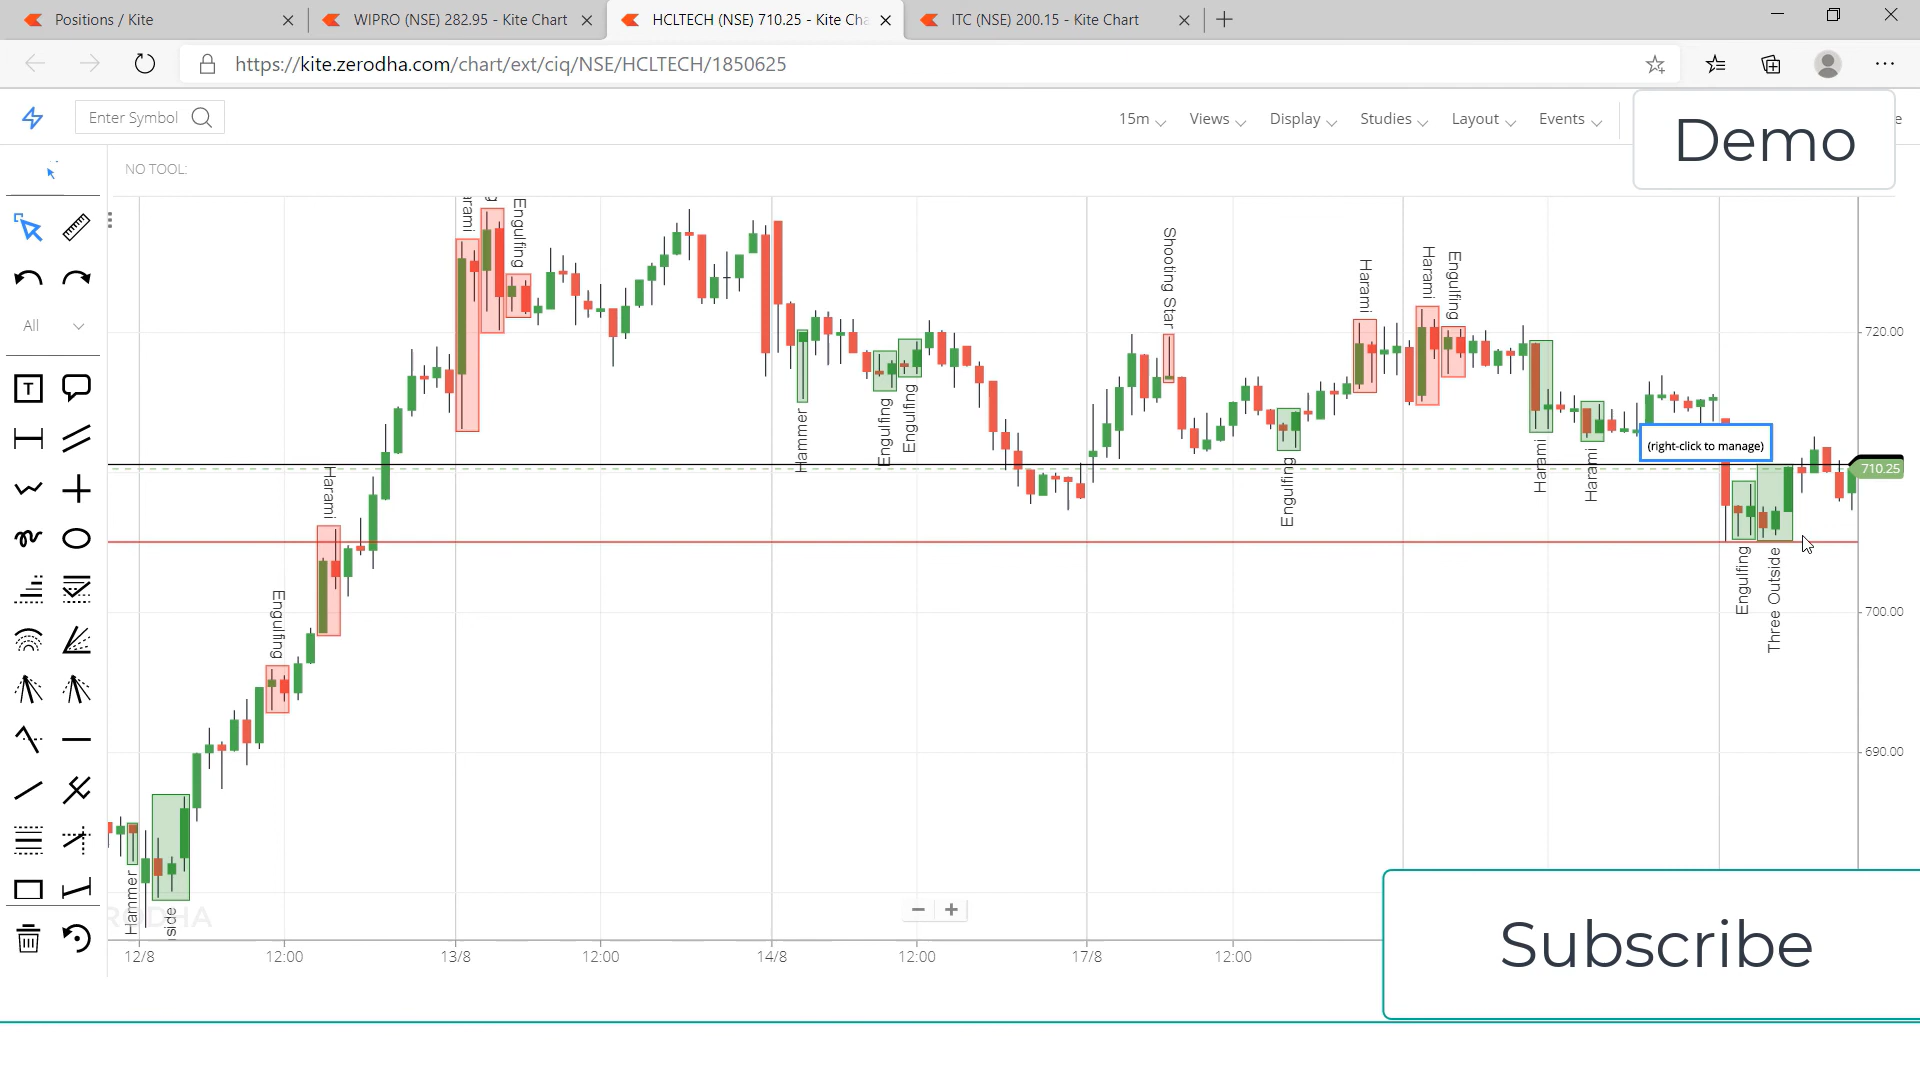 Positions / Kite
WIPRO (NSE) 282.95 - Kite Chart
HCLTECH (NSE) 710.25 - Kite Cha
ITC (NSE) 200.15 - Kite Chart
https://kite.zerodha.com/chart/ext/ciq/NSE/HCLTECH/1850625
Enter Symbol
15m
Views
Display
Studies
Layout
Events
Demo
e
NO TOOL:
All
T
arami
g
Engulfing
Shooting Star
Harami
Harami
Engulfing
720.00
Hammer
Engulfing
Engulfing
(right-click to manage)
Harami
Engulfing
Harami
Harami
710.25
Engulfing
Engulfing
Three Outside
700.00
690.00
Hammer
side
RODHA
Subscribe
12/8
12:00
13/8
12:00
14/8
12:00
17/8
12:00